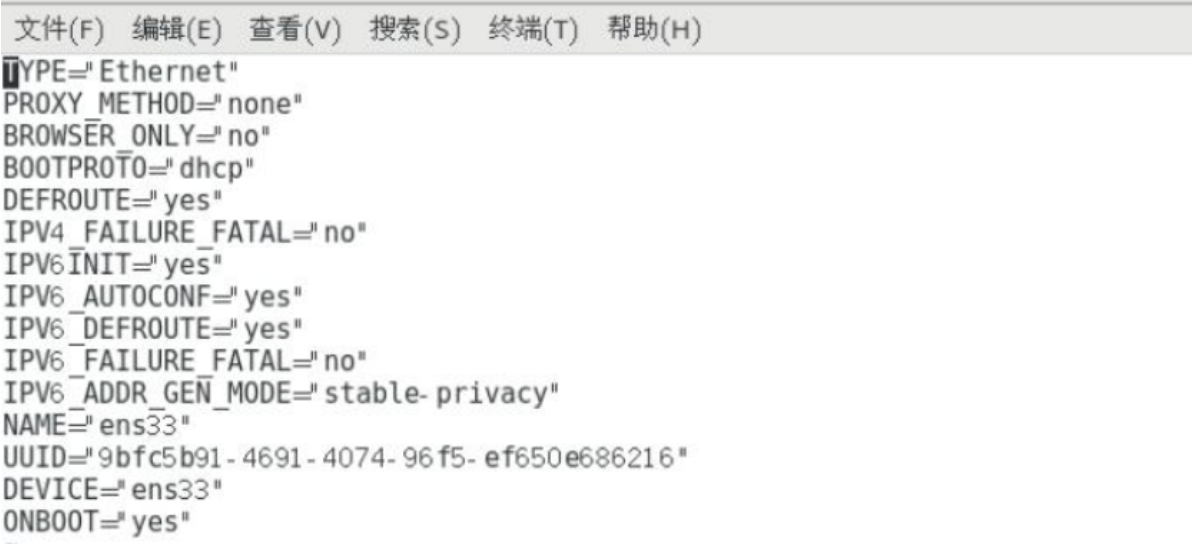 文件(F) 编辑(E) 查看(V) 搜索(S) 终端(T) 帮助(H)
TYPE="Ethernet"
PROXY_METHOD="none"
BROWSER_ONLY="no"
BOOTPROTO="dhcp"
DEFROUTE="yes"
IPV4_FAILURE_FATAL="no"
IPV6INIT="yes"
IPV6_AUTOCONF="yes"
IPV6_DEFROUTE="yes"
IPV6_FAILURE_FATAL="no"
IPV6_ADDR_GEN_MODE="stable-privacy"
NAME="ens33"
UUID="9bfc5b91-4691-4074-96f5-ef650e686216"
DEVICE="ens33"
ONBOOT="yes"